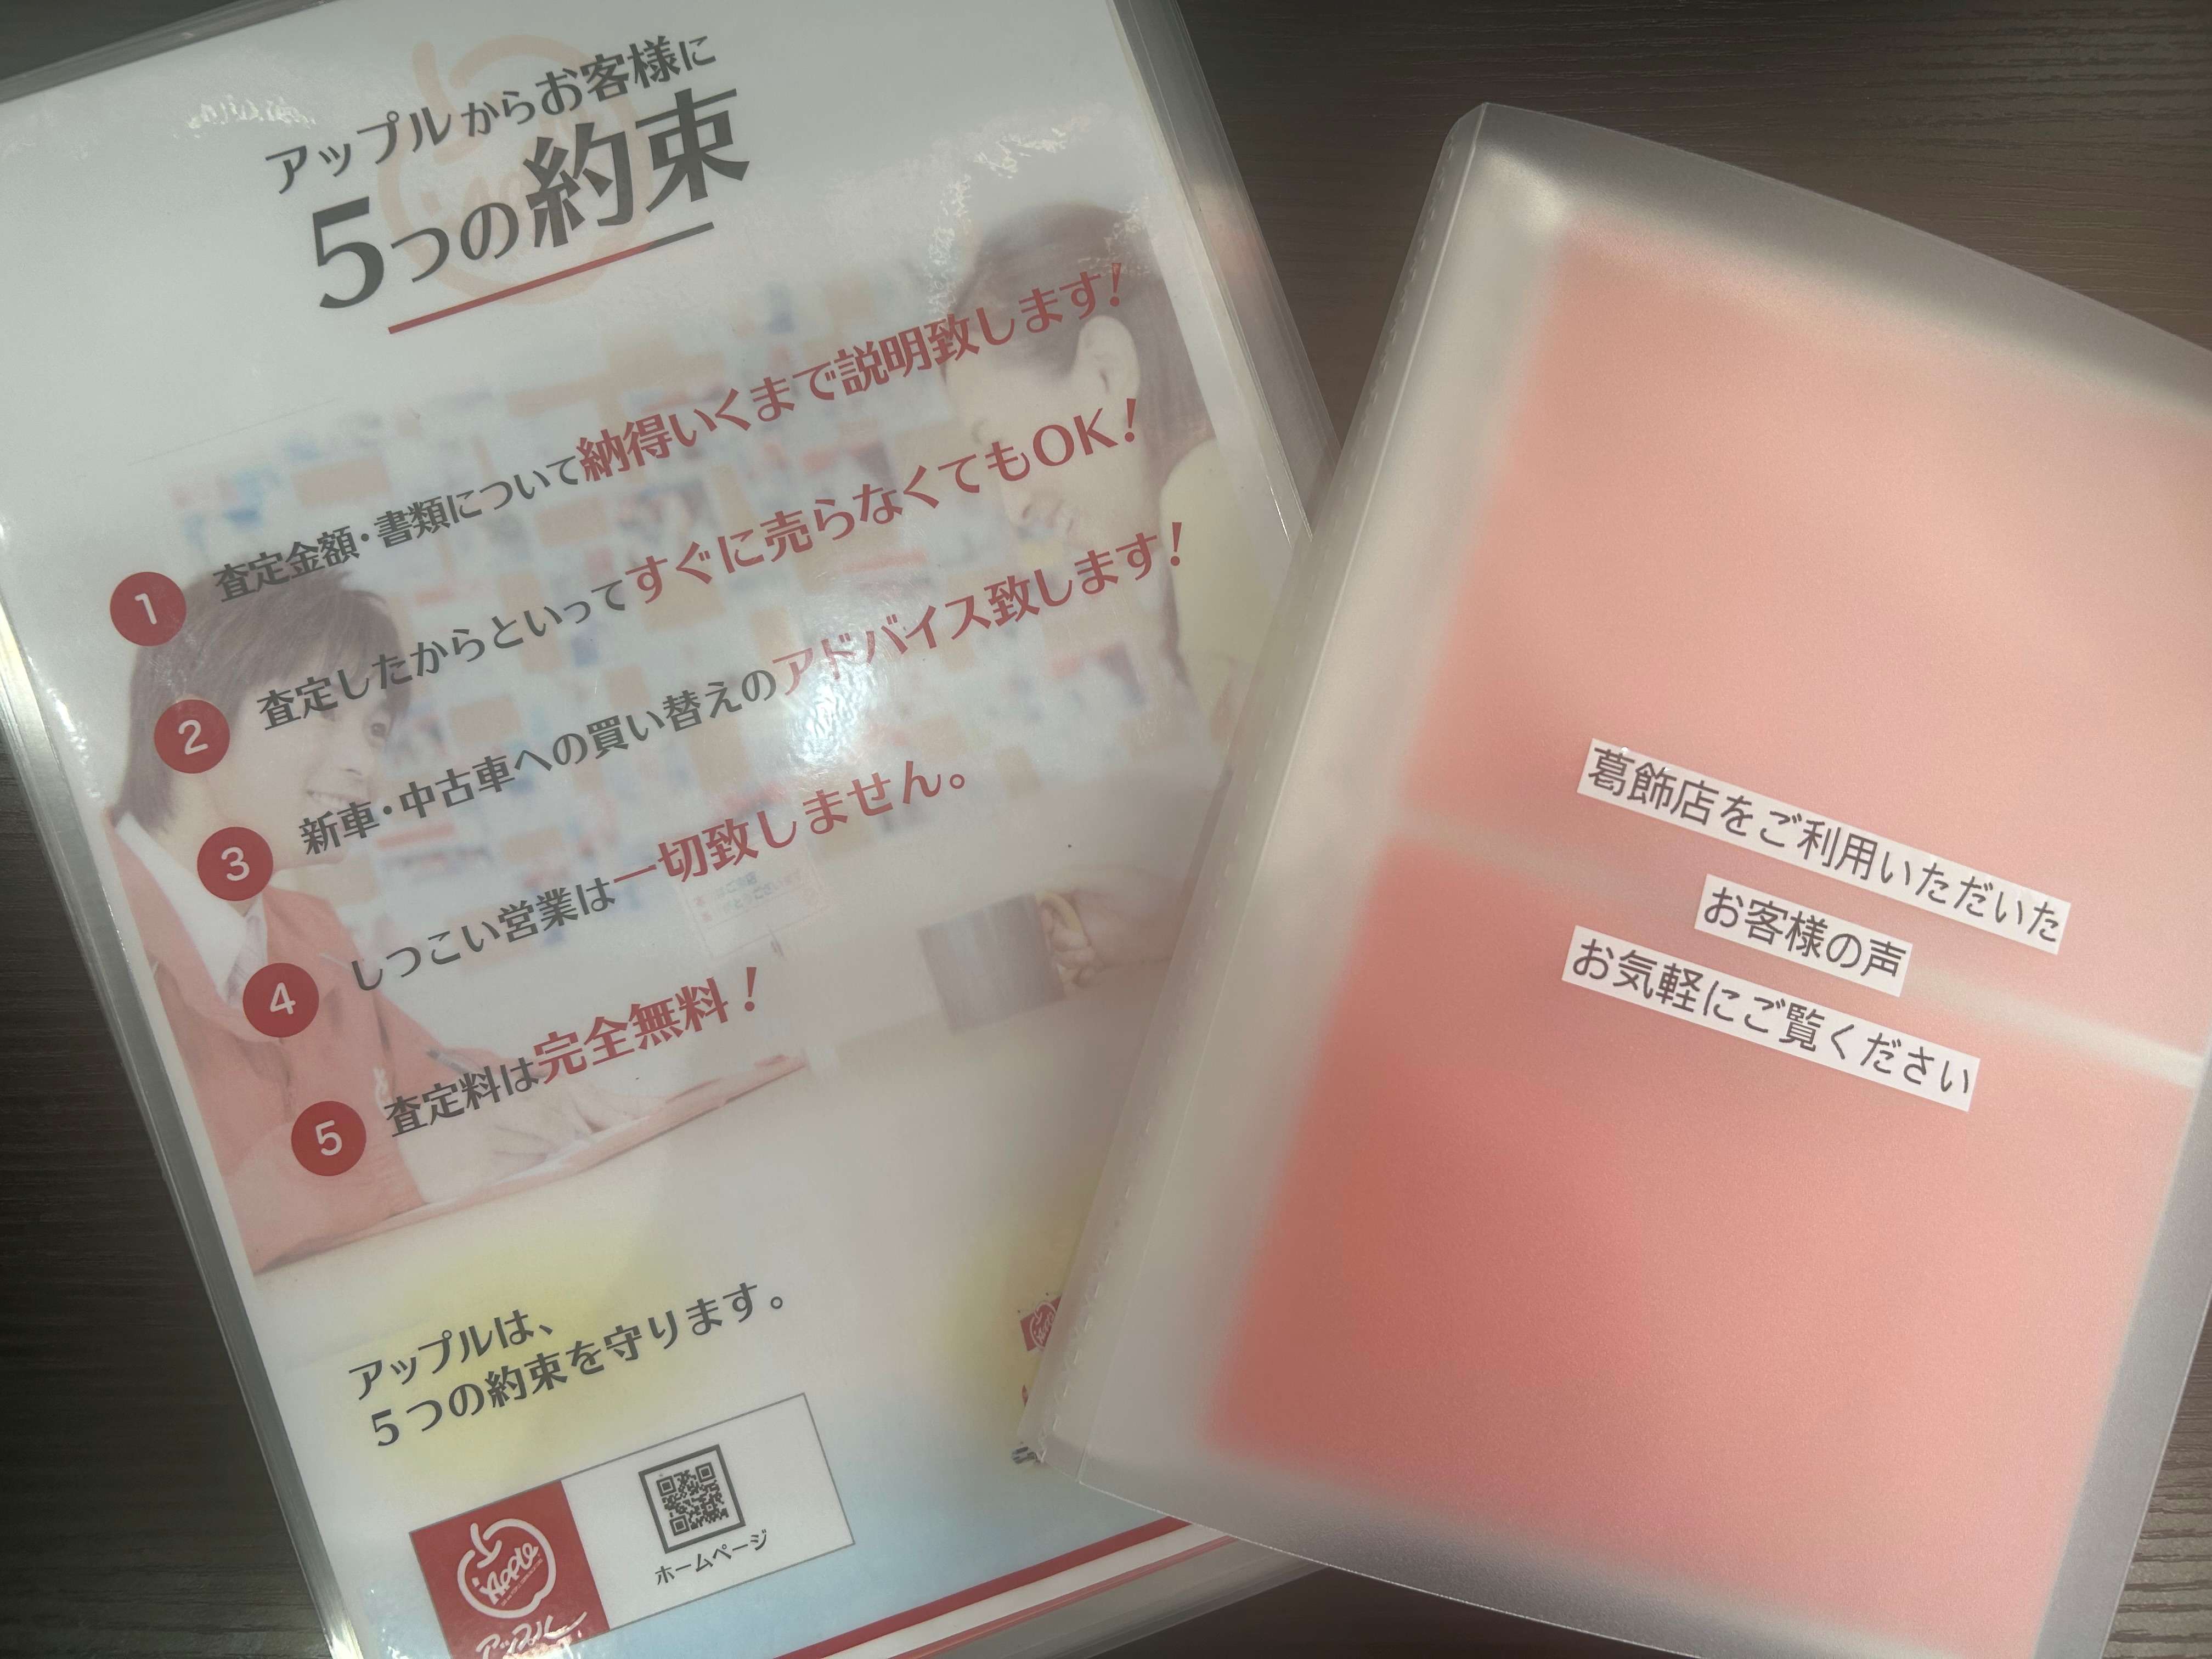 アップルからお客様に
5つの約束
1 査定金額・書類について納得いくまで説明致します!
2 査定したからといってすぐに売らなくてもOK!
3 新車・中古車への買い替えのアドバイス致します!
4 しつこい営業は一切致しません。
5 査定料は完全無料!
アップルは、
5つの約束を守ります。
Apple
アップル
ホームページ
葛飾店をご利用いただいた
お客様の声
お気軽にご覧ください